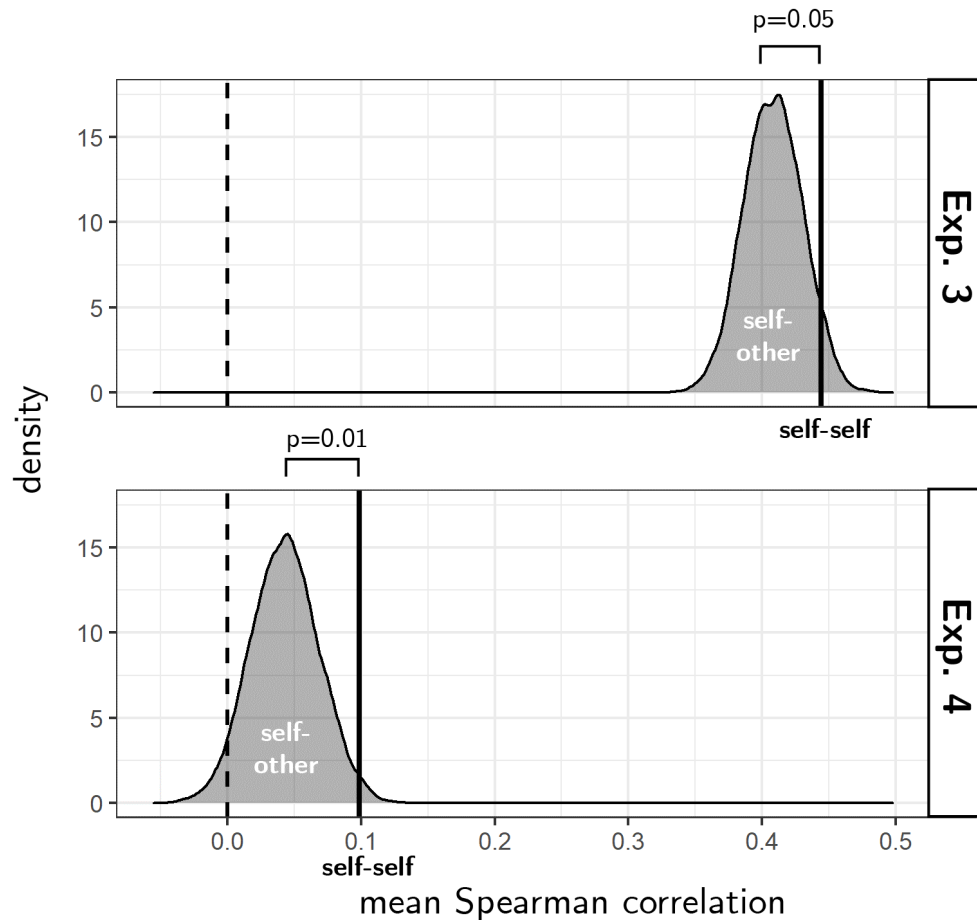 p=0.05
15
10
5
0
self-
other
Exp. 3
self-self
density
p=0.01
15
10
5
0
self-
other
Exp. 4
0.0 0.1 0.2 0.3 0.4 0.5
self-self
mean Spearman correlation